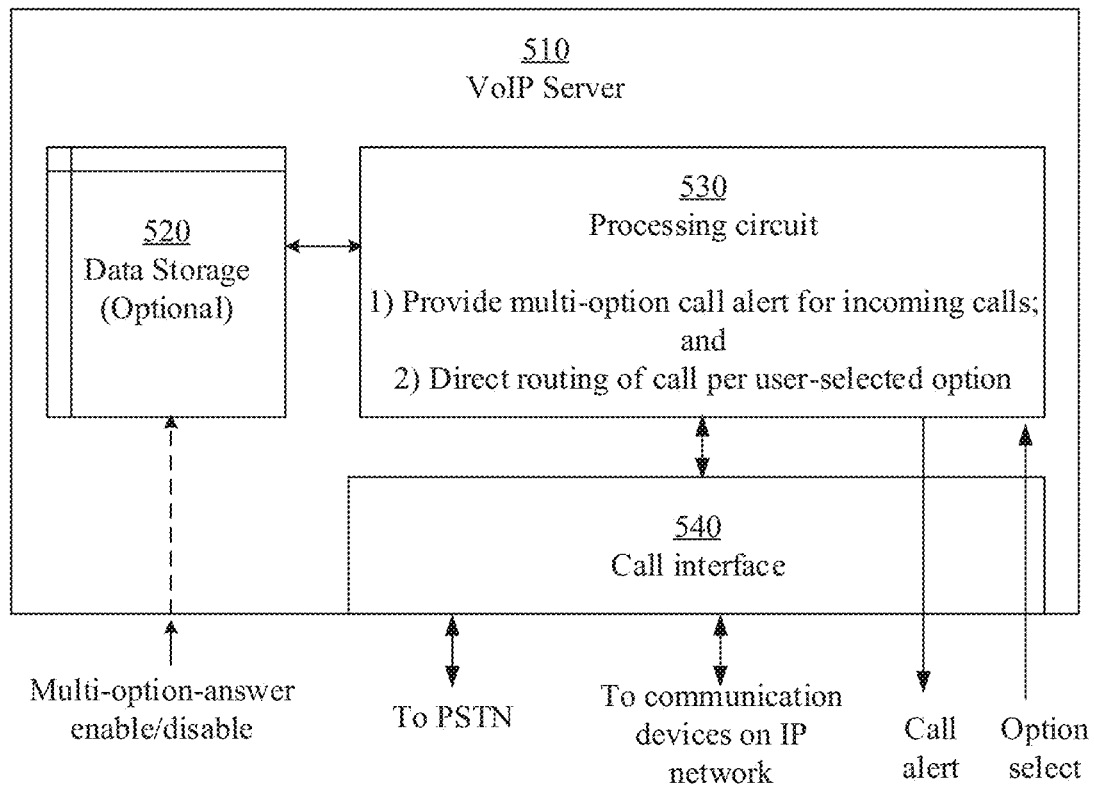 510
VoIP Server
520
Data Storage
(Optional)
530
Processing circuit
1) Provide multi-option call alert for incoming calls;
and
2) Direct routing of call per user-selected option
540
Call interface
Multi-option-answer
enable/disable
To PSTN
To communication
devices on IP
network
Call
alert
Option
select